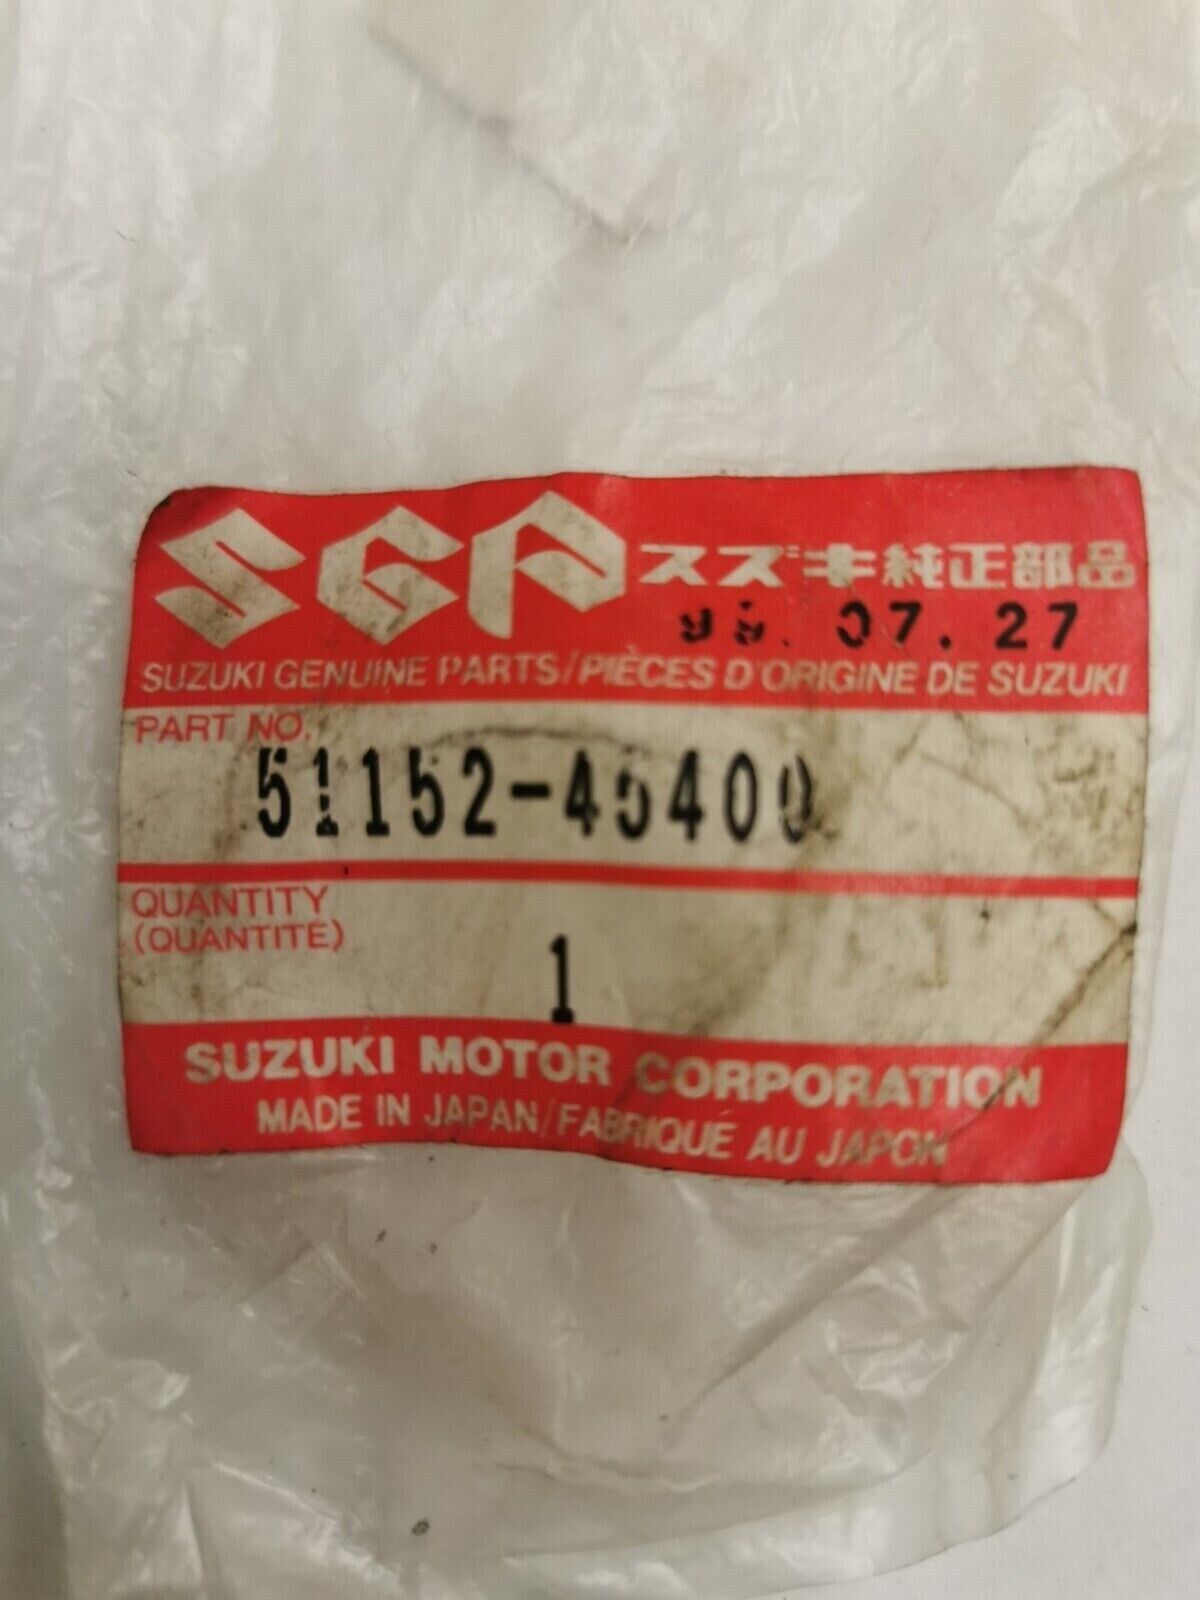 SGP スズキ純正部品
07.27
SUZUKI GENUINE PARTS/PIÈCES D'ORIGINE DE SUZUKI
PART NO.
51152-45400
QUANTITY
(QUANTITÉ)
1
SUZUKI MOTOR CORPORATION
MADE IN JAPAN/FABRIQUÉ AU JAPON